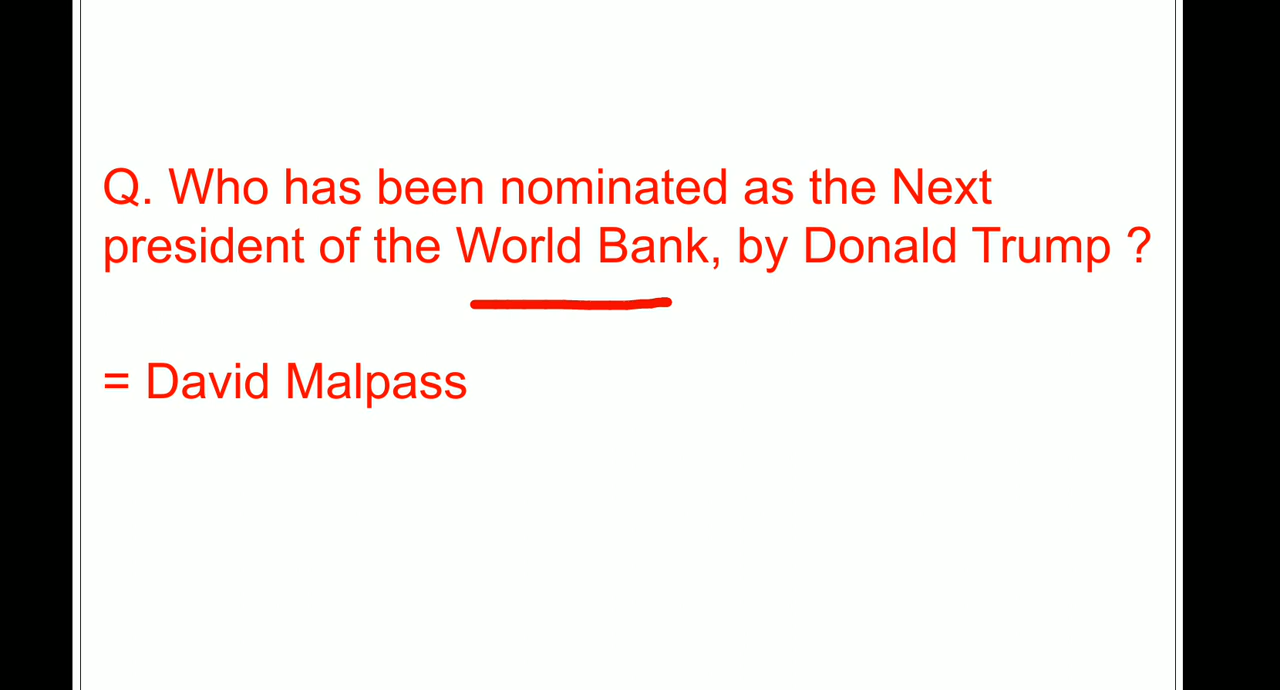 Q. Who has been nominated as the Next
president of the World Bank, by Donald Trump ?
= David Malpass